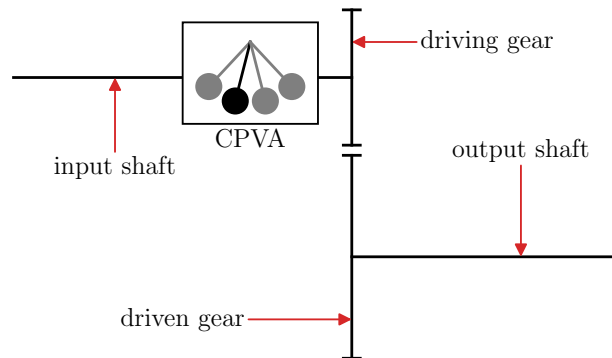 driving gear
CPVA
input shaft
output shaft
driven gear